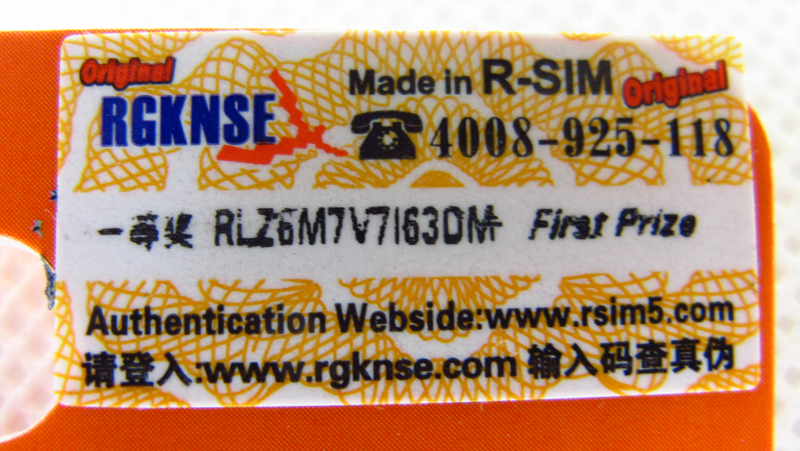 Original Made in R-SIM Original
RGKNSE 4008-925-118
一等奖 RLZ6M7V7I63DM First Prize
Authentication Webside:www.rsim5.com
请登入:www.rgknse.com 输入码查真伪